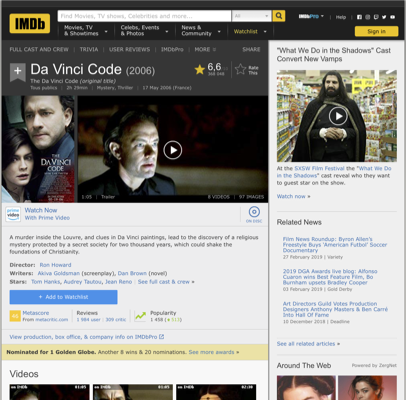 IMDb
Find Movies, TV shows, Celebrities and more...
All
Movies, TV
& Showtimes
Celebs, Events
& Photos
News &
Community
Watchlist
IMDbPro
Help
Sign in
FULL CAST AND CREW | TRIVIA | USER REVIEWS | IMDbPro | MORE
SHARE
+ Da Vinci Code (2006)
The Da Vinci Code (original title)
Tous publics | 2h 29min | Mystery, Thriller | 17 May 2006 (France)
6,6
Rate
This
THE
DA VINCI
CODE
1:05 | Trailer
8 VIDEOS | 97 IMAGES
prime
video
Watch Now
With Prime Video
ON DISC
A murder inside the Louvre, and clues in Da Vinci paintings, lead to the discovery of a religious
mystery protected by a secret society for two thousand years, which could shake the
foundations of Christianity.
Director: Ron Howard
Writers: Akiva Goldsman (screenplay), Dan Brown (novel)
Stars: Tom Hanks, Audrey Tautou, Jean Reno | See full cast & crew »
+ Add to Watchlist
Metascore
From metacritic.com
Reviews
1 984 user | 309 critic
Popularity
1 458
View production, box office, & company info on IMDbPro
Nominated for 1 Golden Globe. Another 8 wins & 20 nominations. See more awards »
Videos
"What We Do in the Shadows" Cast
Convert New Vamps
At the SXSW Film Festival the "What We Do
in the Shadows" cast reveal who they want
to guest star on the show.
Watch now »
Related News
Film News Roundup: Byron Allen's
Freestyle Buys 'American Futbol' Soccer
Documentary
27 February 2019 | Variety
2019 DGA Awards live blog: Alfonso
Cuaron wins Best Feature Film, Bo
Burnham upsets Bradley Cooper
3 February 2019 | Gold Derby
Art Directors Guild Votes Production
Designers Anthony Masters & Ben Carré
Into Hall Of Fame
10 December 2018 | Deadline
See all related articles »
Around The Web
Powered by ZergNet